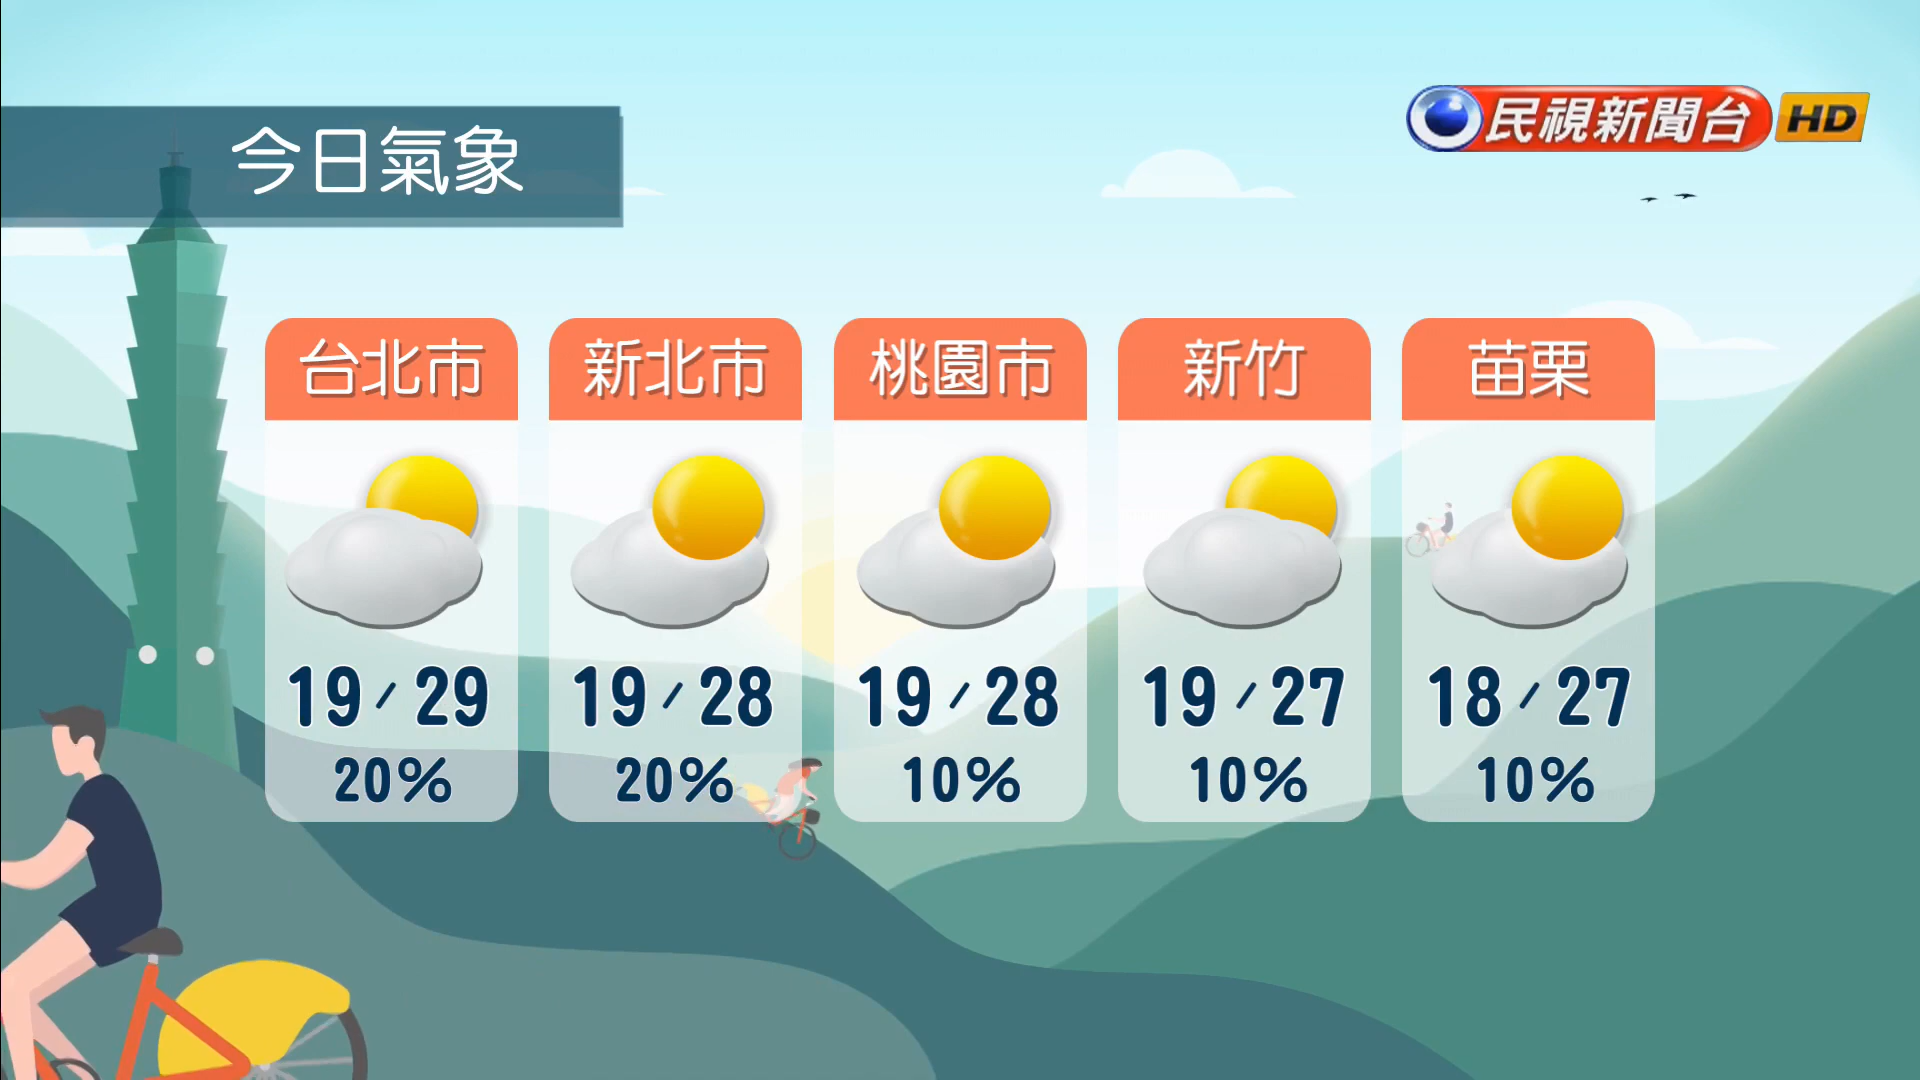 今日氣象
民視新聞台 HD
台北市 新北市 桃園市 新竹 苗栗
19/29 19/28 19/28 19/27 18/27
20% 20% 10% 10% 10%